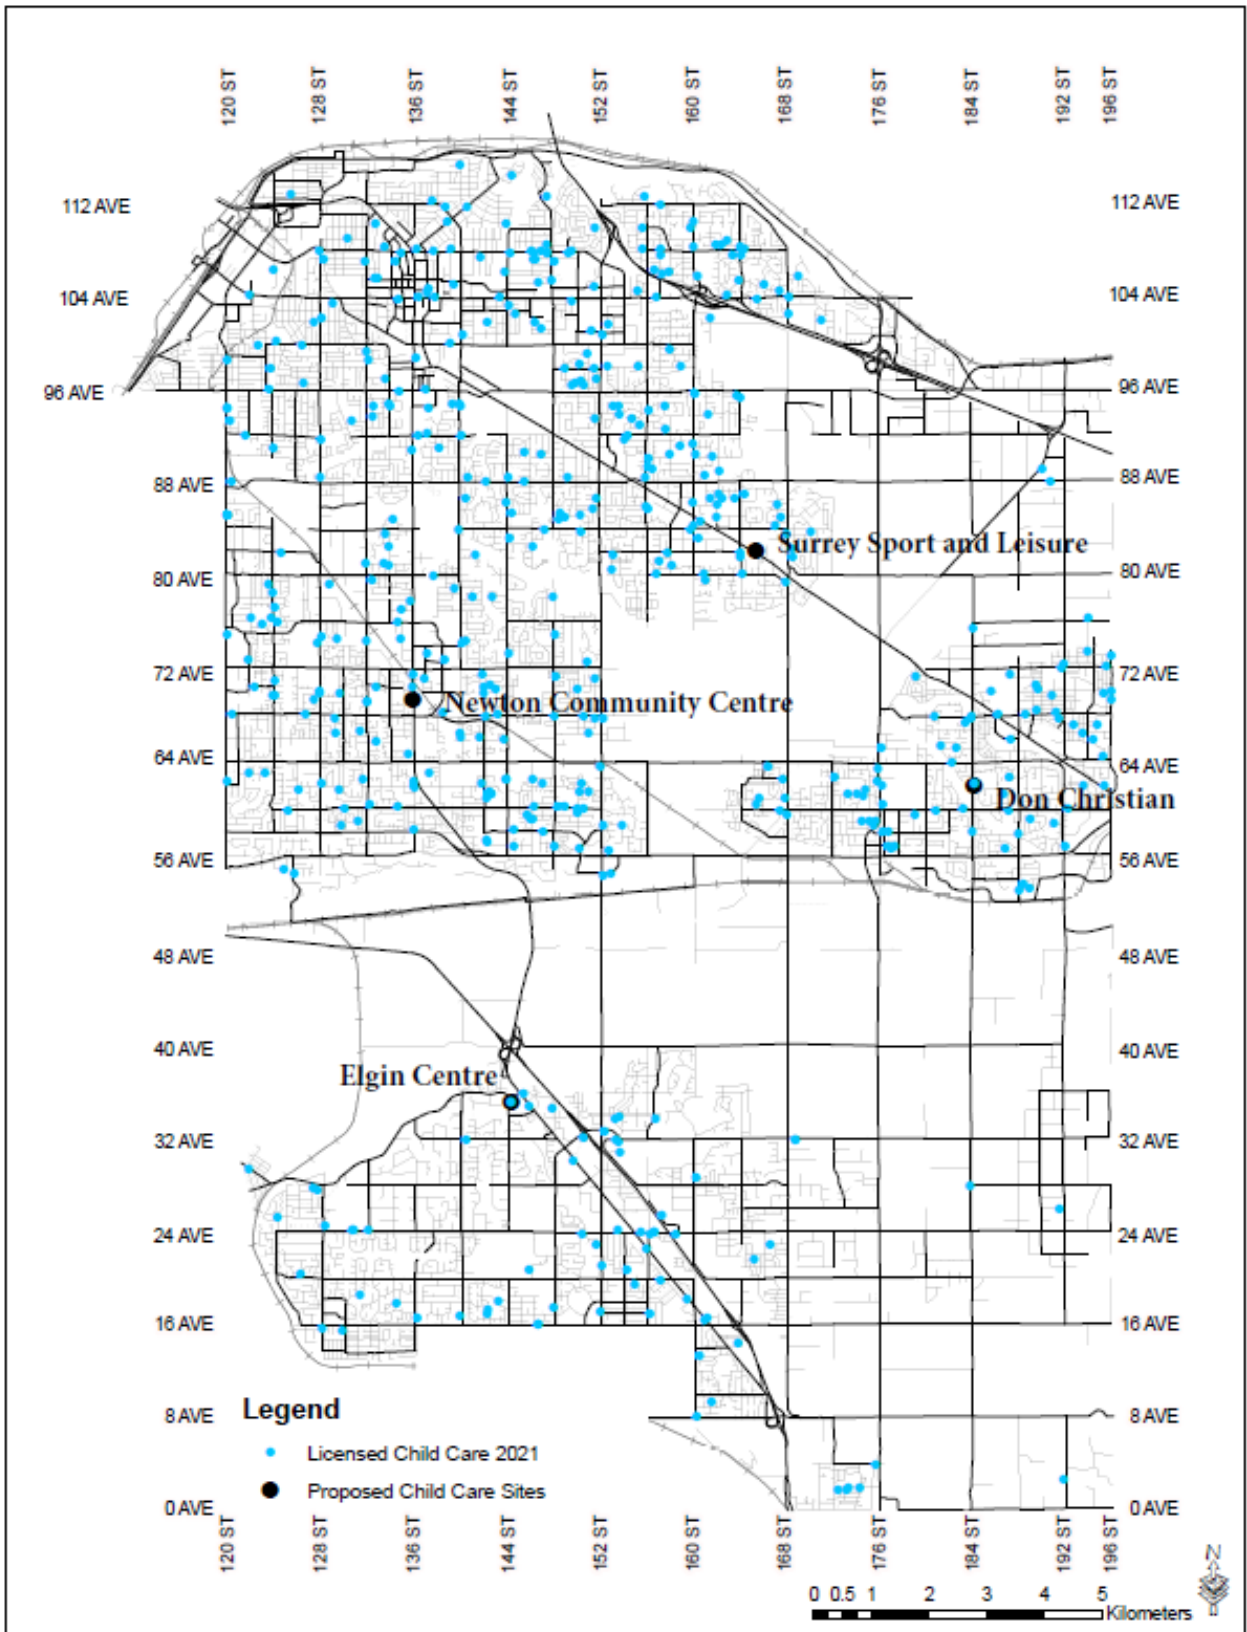 120 ST
128 ST
136 ST
144 ST
152 ST
160 ST
168 ST
176 ST
184 ST
192 ST
196 ST
112 AVE
112 AVE
104 AVE
104 AVE
96 AVE
96 AVE
88 AVE
88 AVE
Surrey Sport and Leisure
80 AVE
80 AVE
72 AVE
72 AVE
Newton Community Centre
64 AVE
64 AVE
Don Christian
56 AVE
56 AVE
48 AVE
48 AVE
40 AVE
40 AVE
Elgin Centre
32 AVE
32 AVE
24 AVE
24 AVE
16 AVE
16 AVE
Legend
8 AVE
8 AVE
Licensed Child Care 2021
Proposed Child Care Sites
0 AVE
0 AVE
120 ST
128 ST
136 ST
144 ST
152 ST
160 ST
168 ST
176 ST
184 ST
192 ST
196 ST
N
0 0.5 1 2 3 4 5
Kilometers